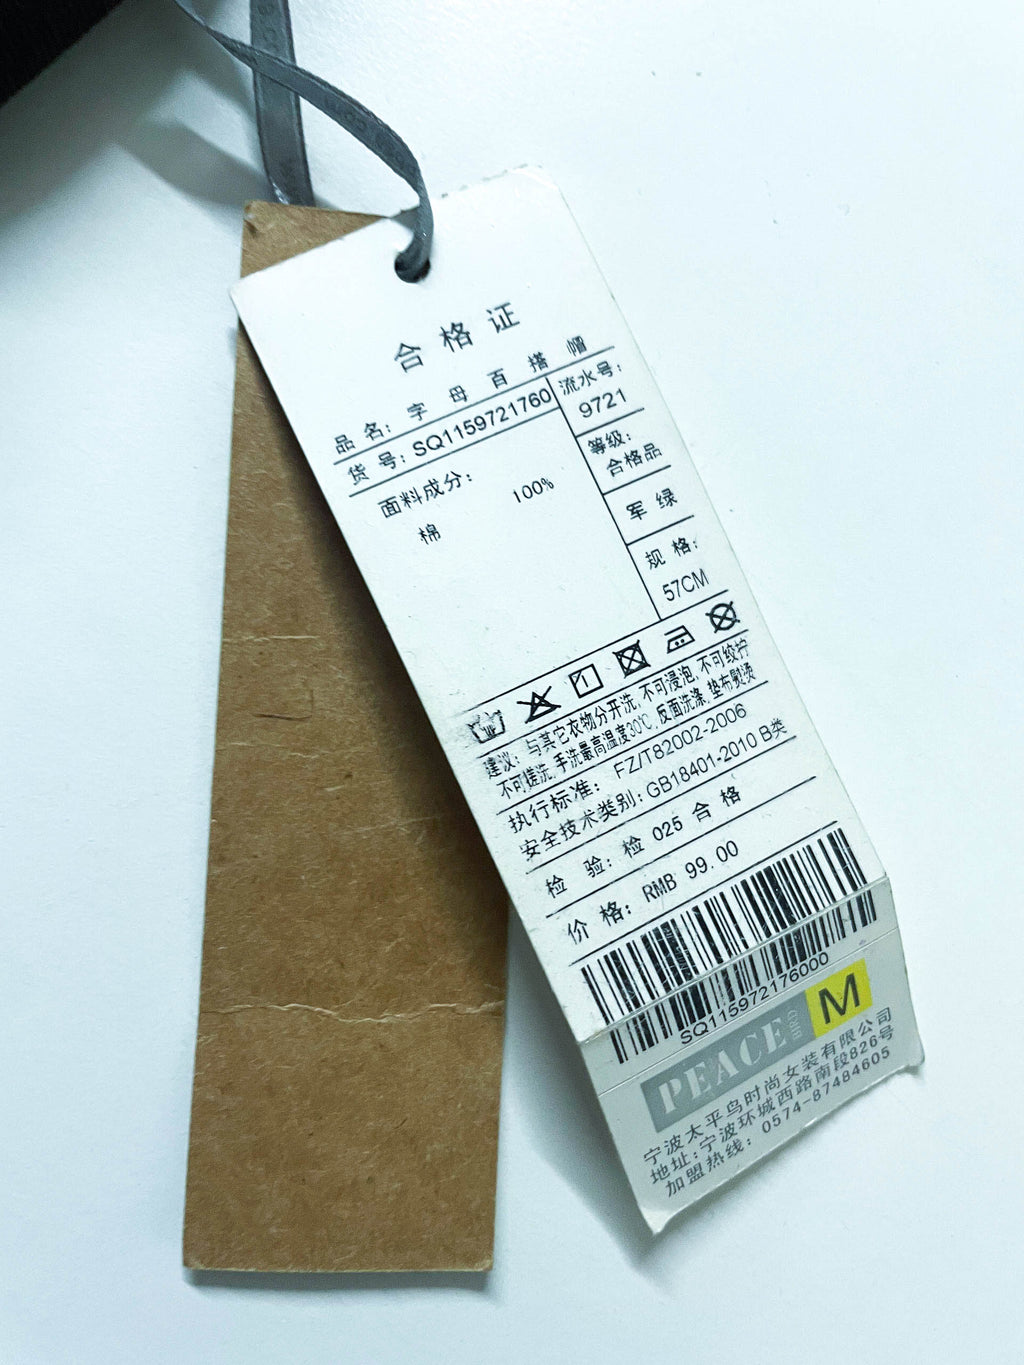 合格证
品名: 字母百搭帽
货号: SQ1159721760
流水号:
9721
面料成分:
棉 100%
等级:
合格品
军绿
规格:
57CM
建议: 与其它衣物分开洗, 不可浸泡, 不可绞拧
不可搓洗, 手洗最高温度30℃, 反面洗涤, 垫布熨烫
执行标准: FZ/T82002-2006
安全技术类别: GB18401-2010 B类
检 验: 检 025 合格
价 格: RMB 99.00
SQ115972176000
PEACE M
宁波太平鸟时尚女装有限公司
地址: 宁波环城西路南段826号
加盟热线: 0574-87484605